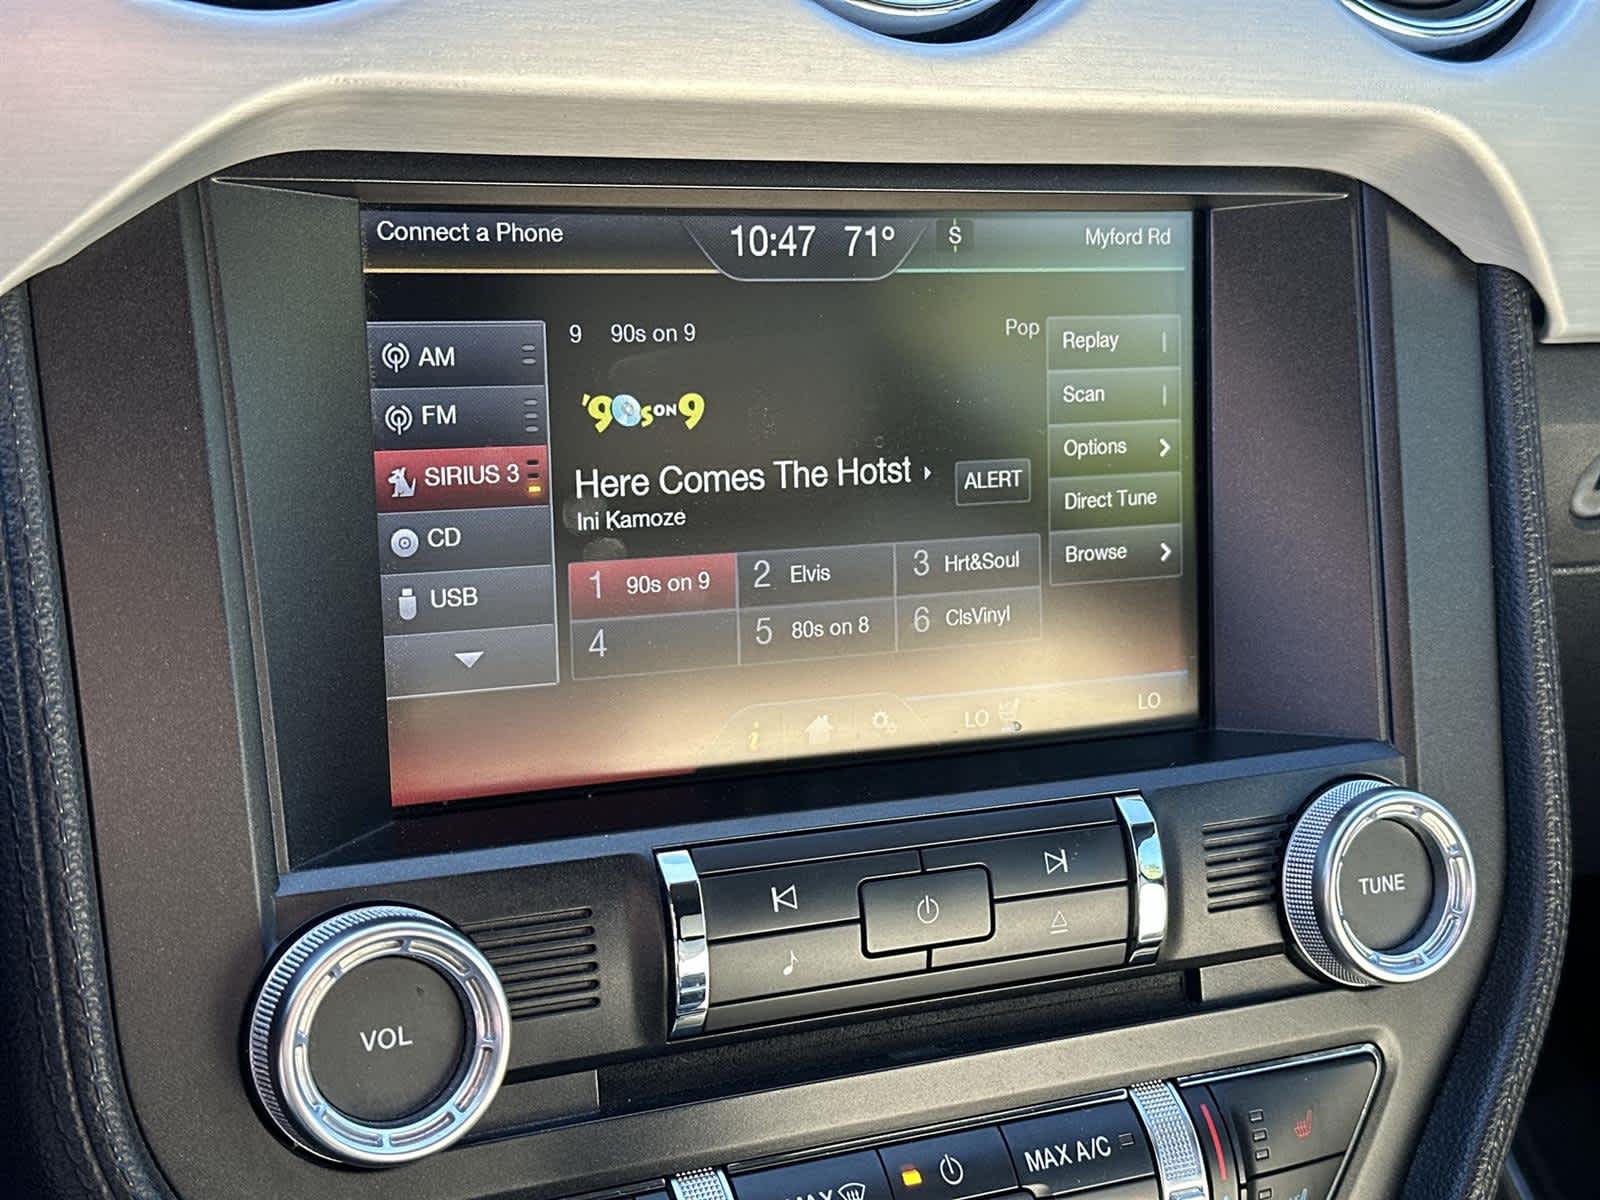 Connect a Phone
10:47 71° S
Myford Rd
AM
FM
SIRIUS 3
CD
USB
9 90s on 9
Pop
'90s ON 9
Here Comes The Hotst
Ini Kamoze
ALERT
1 90s on 9
2 Elvis
3 Hrt&Soul
4
5 80s on 8
6 ClsVinyl
Replay
Scan
Options
Direct Tune
Browse
i
LO
LO
VOL
TUNE
MAX A/C
MAX